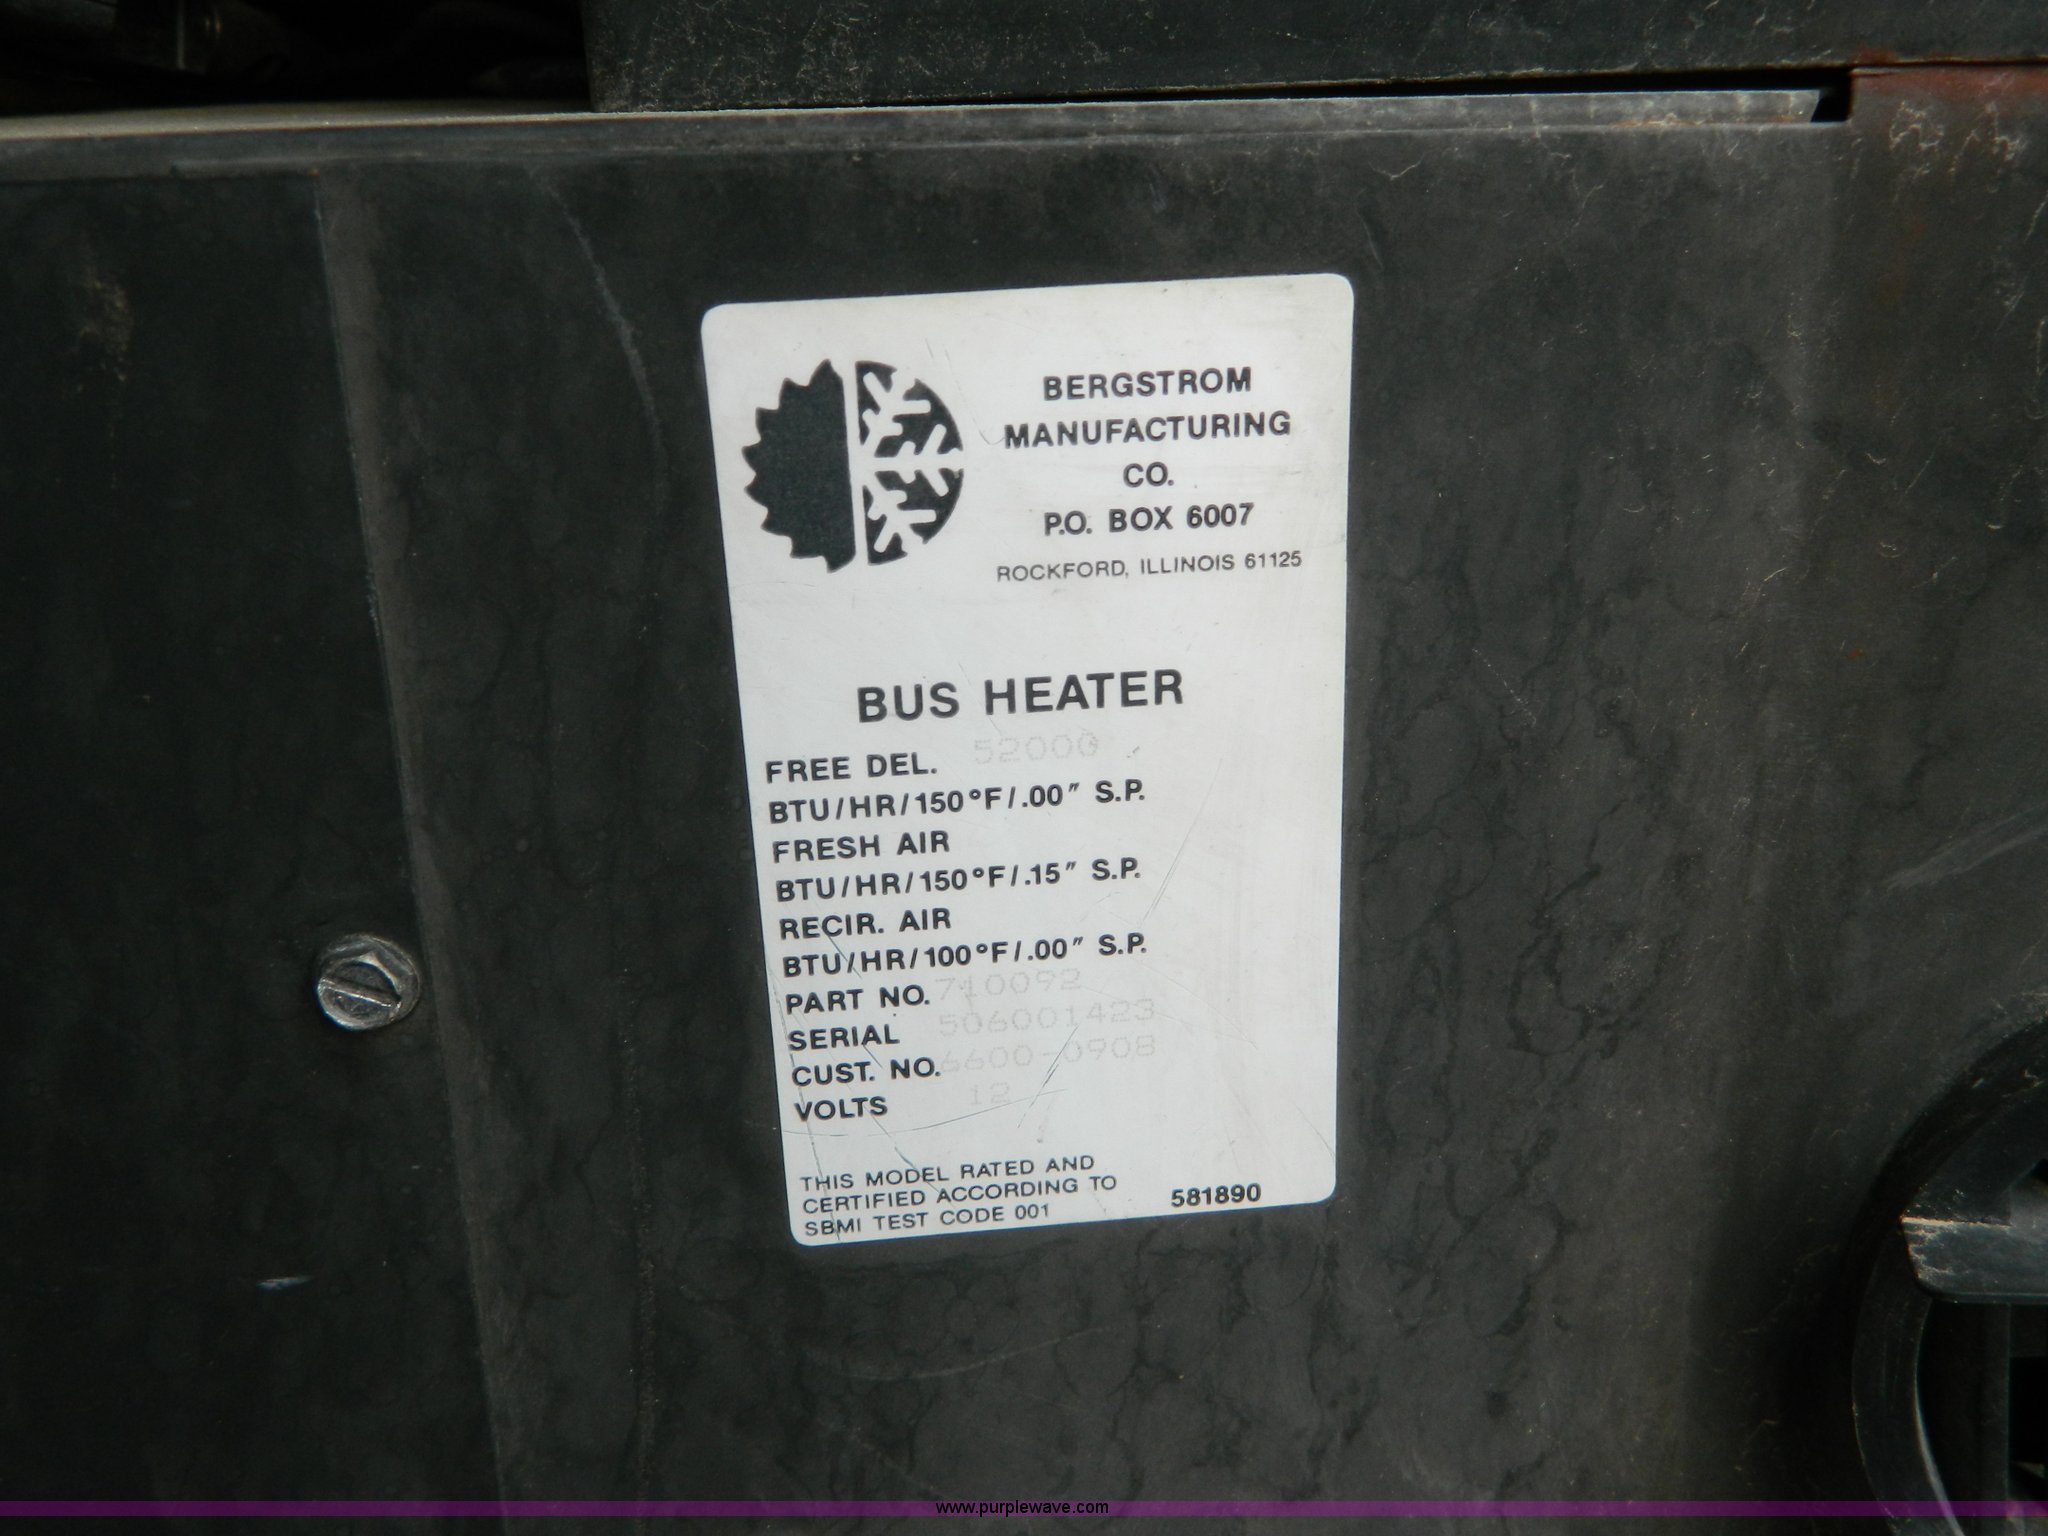 BERGSTROM
MANUFACTURING
CO.
P.O. BOX 6007
ROCKFORD, ILLINOIS 61125
BUS HEATER
FREE DEL. 52000
BTU/HR/150°F/.00" S.P.
FRESH AIR
BTU/HR/150°F/.15" S.P.
RECIR. AIR
BTU/HR/100°F/.00" S.P.
PART NO. 710092
SERIAL 506001423
CUST. NO. 6600-0908
VOLTS 12
THIS MODEL RATED AND
CERTIFIED ACCORDING TO
SBMI TEST CODE 001
581890
www.purplewave.com